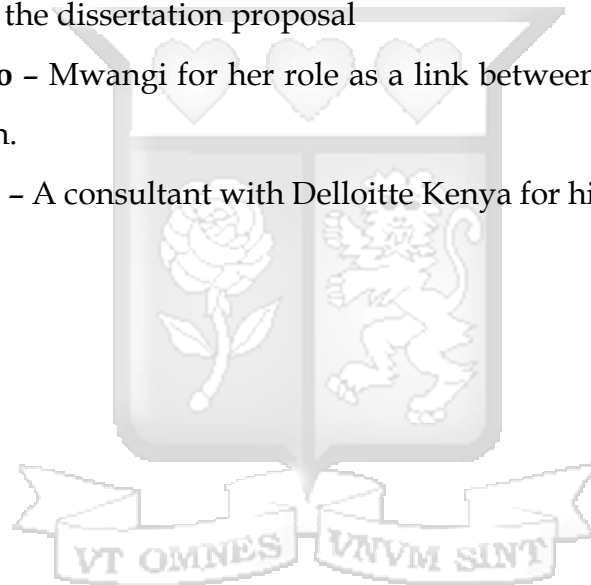 the dissertation proposal
o – Mwangi for her role as a link between
n.
– A consultant with Delloitte Kenya for hi
VT OMNES VNVM SINT